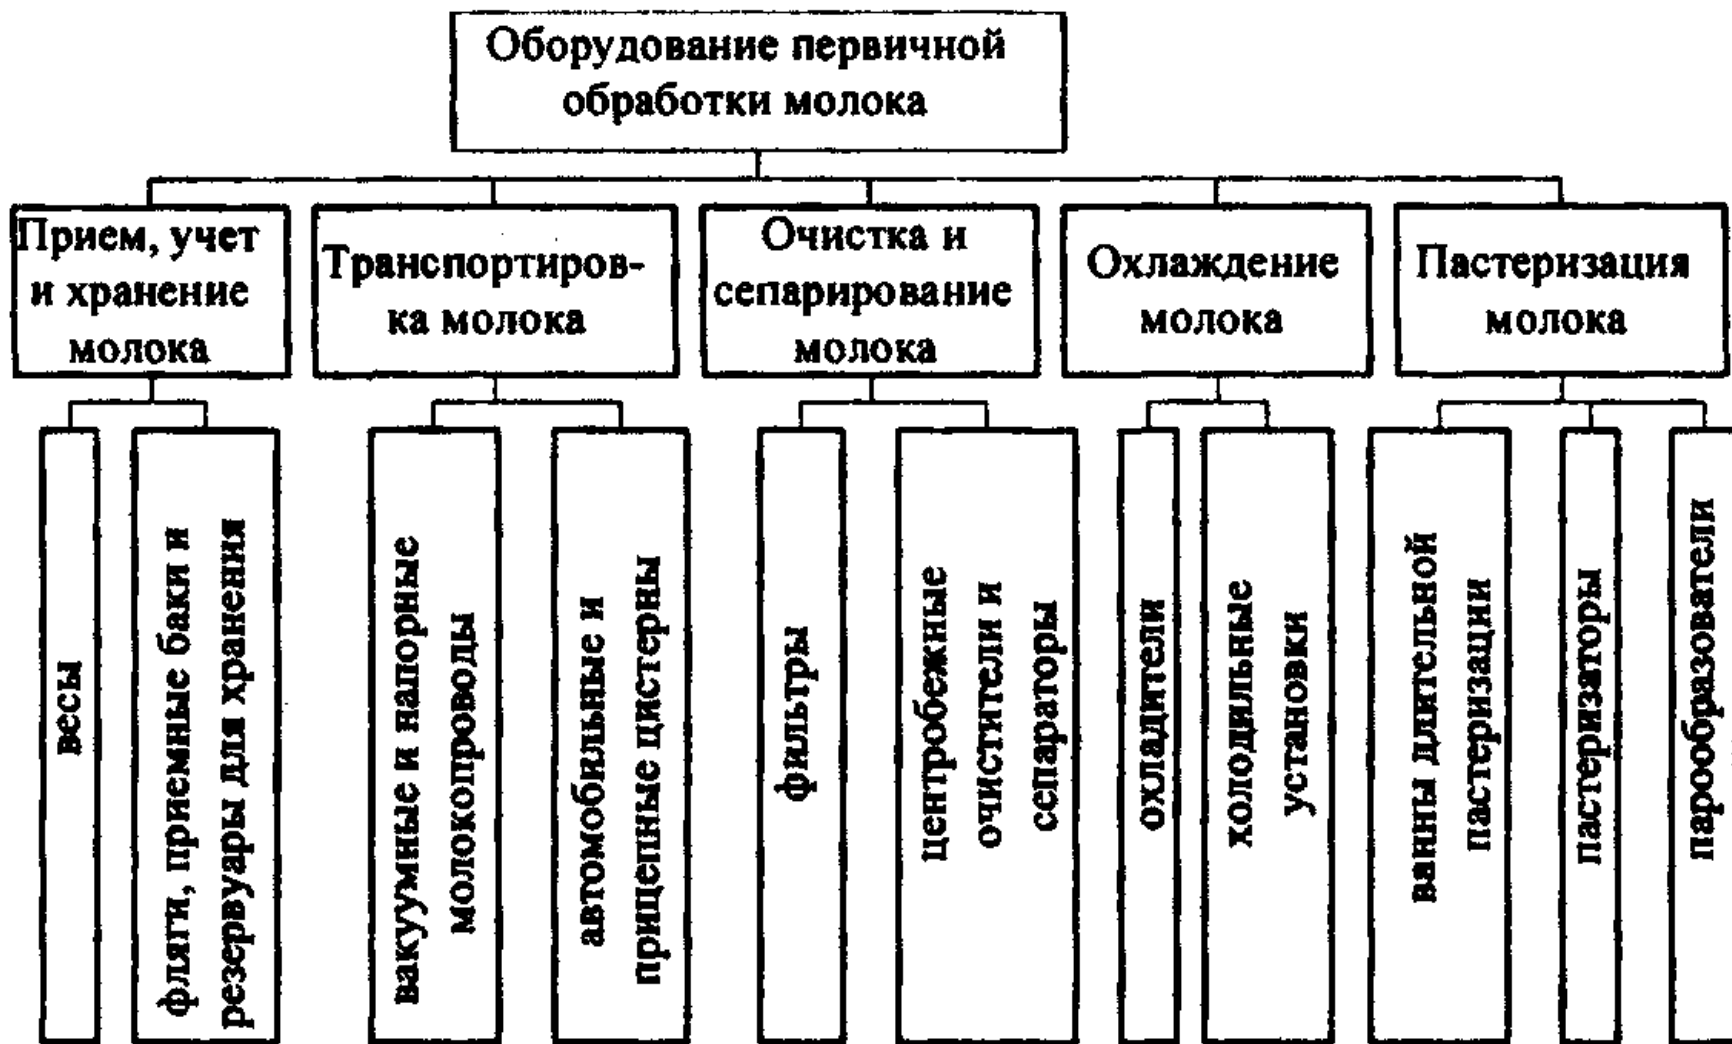 Оборудование первичной
обработки молока
Прием, учет
и хранение
молока
Транспортиров-
ка молока
Очистка и
сепарирование
молока
Охлаждение
молока
Пастеризация
молока
весы
фляги, приемные баки и
резервуары для хранения
вакуумные и напорные
молокопроводы
автомобильные и
прицепные цистерны
фильтры
центробежные
очистители и
сепараторы
охладители
холодильные
установки
ванны длительной
пастеризации
пастеризаторы
парообразователи